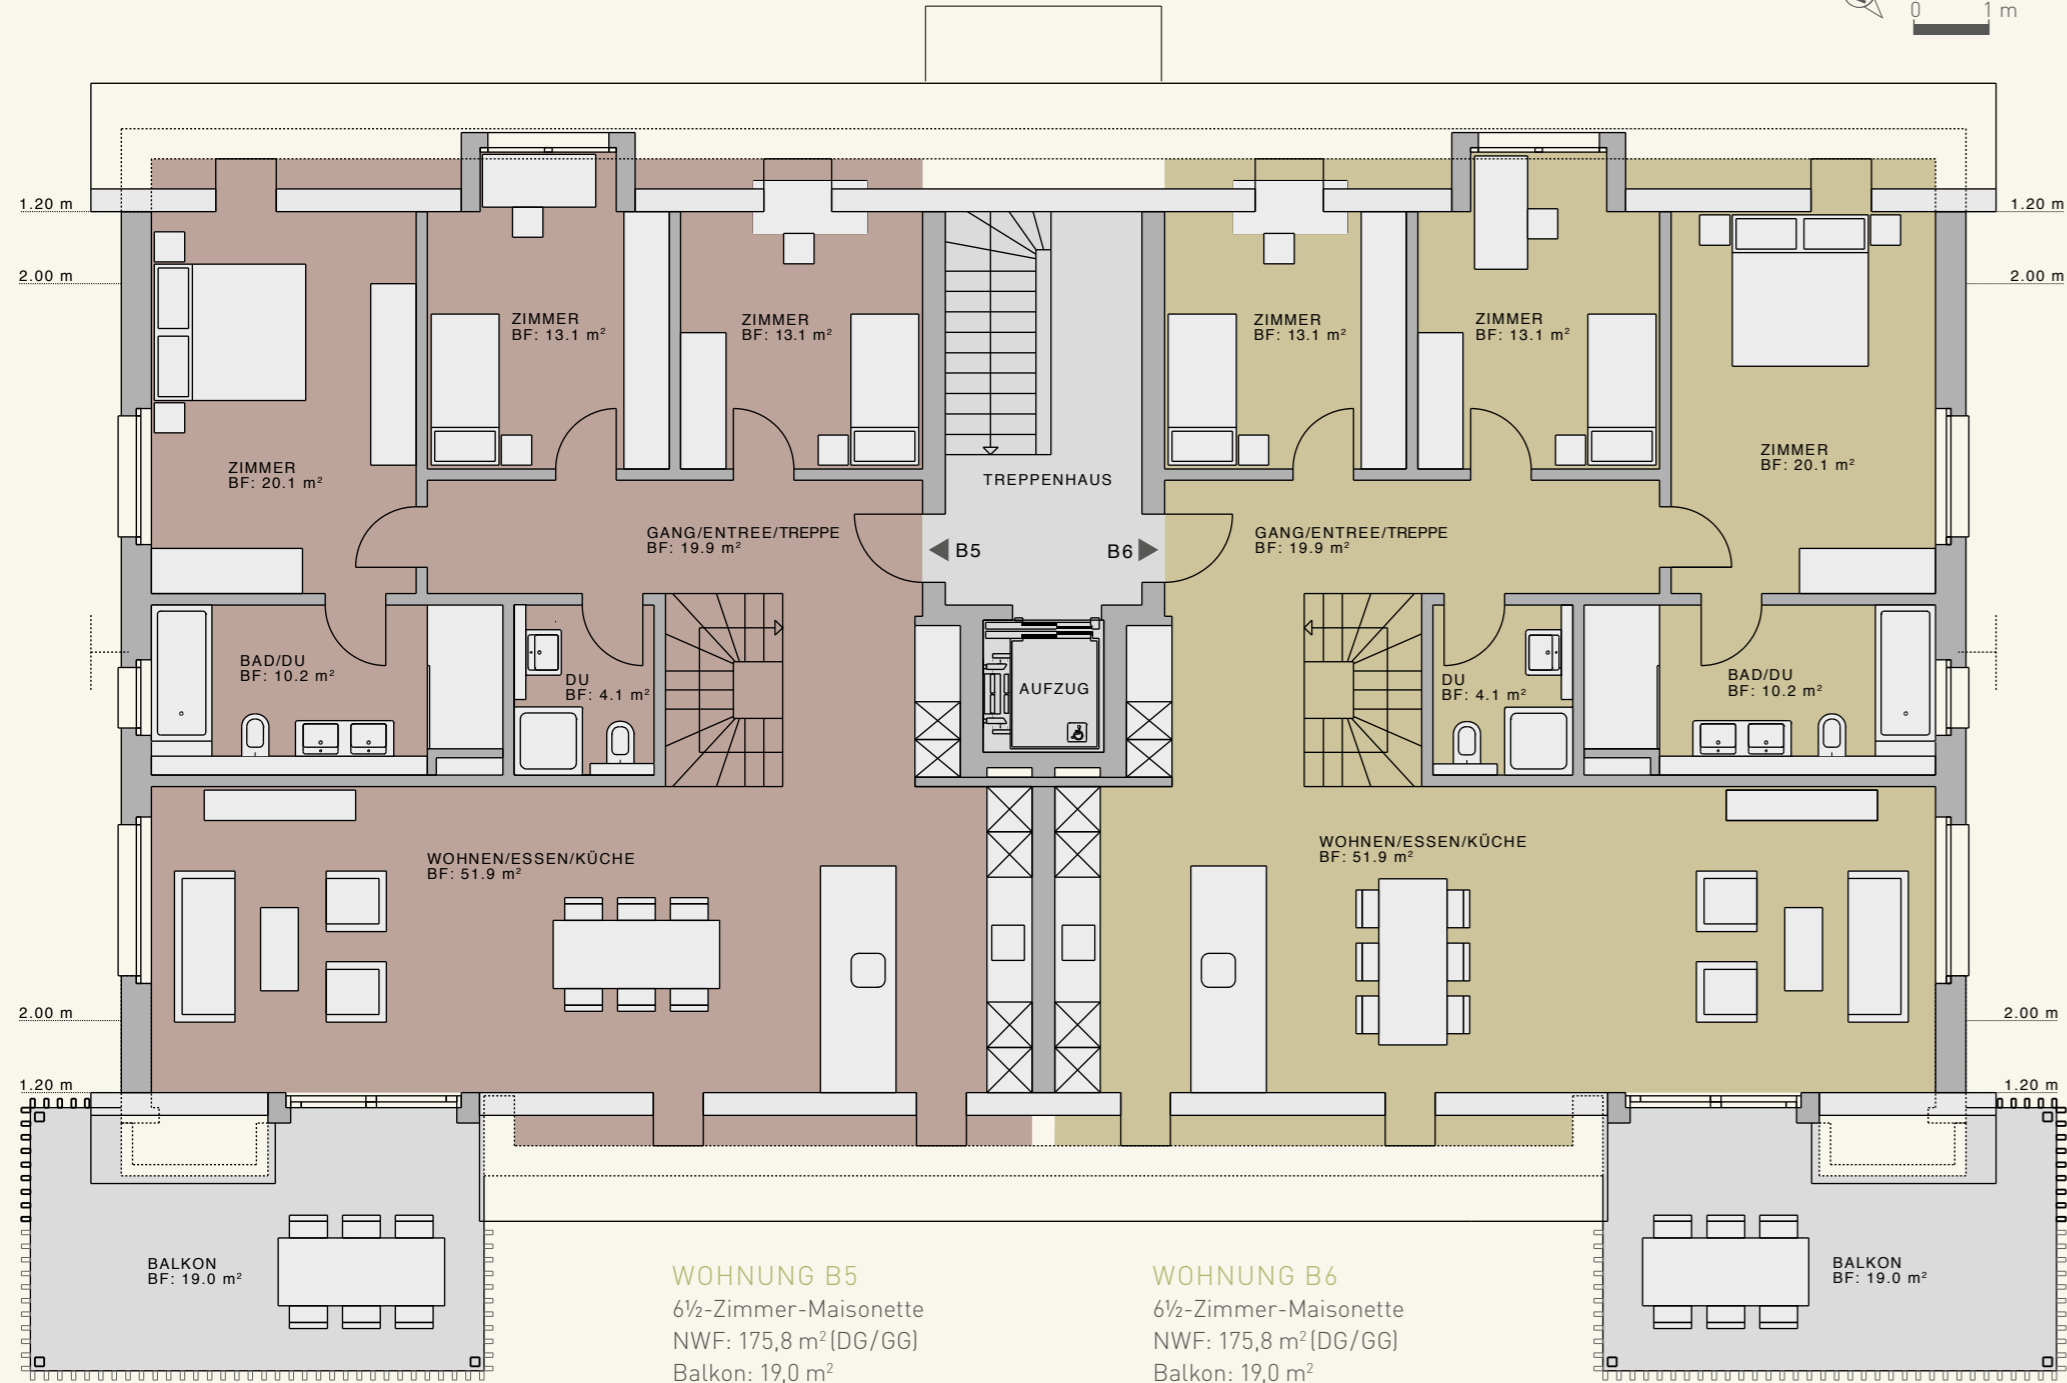 0 1 m
1.20 m
1.20 m
2.00 m
2.00 m
ZIMMER
BF: 13.1 m²
ZIMMER
BF: 13.1 m²
ZIMMER
BF: 13.1 m²
ZIMMER
BF: 13.1 m²
ZIMMER
BF: 20.1 m²
ZIMMER
BF: 20.1 m²
TREPPENHAUS
GANG/ENTREE/TREPPE
BF: 19.9 m²
B5
B6
GANG/ENTREE/TREPPE
BF: 19.9 m²
BAD/DU
BF: 10.2 m²
DU
BF: 4.1 m²
AUFZUG
DU
BF: 4.1 m²
BAD/DU
BF: 10.2 m²
WOHNEN/ESSEN/KÜCHE
BF: 51.9 m²
WOHNEN/ESSEN/KÜCHE
BF: 51.9 m²
2.00 m
2.00 m
1.20 m
1.20 m
BALKON
BF: 19.0 m²
BALKON
BF: 19.0 m²
WOHNUNG B5
6½-Zimmer-Maisonette
NWF: 175,8 m² (DG/GG)
Balkon: 19,0 m²
WOHNUNG B6
6½-Zimmer-Maisonette
NWF: 175,8 m² (DG/GG)
Balkon: 19,0 m²